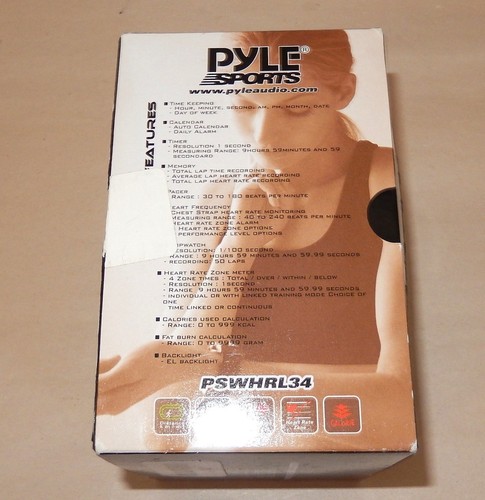 PYLE®
SPORTS
www.pyleaudio.com
FEATURES
■ Time Keeping
- Hour, minute, second, am, pm, month, date
- Day of week
■ Calendar
- Auto Calendar
- Daily Alarm
■ Timer
- Resolution 1 second
- Measuring Range: 9hours 59minutes and 59
secondard
■ Memory
- Total lap time recording
- Average lap heart rate recording
- Total lap heart rate recording
Pacer
Range : 30 to 180 beats per minute
Heart Frequency
Chest strap heart rate monitoring
Measuring range : 40 to 240 beats per minute
Heart rate zone alarm
Heart rate zone options
performance level options
opwatch
esolution: 1/100 second
- Range: 9 hours 59 minutes and 59.99 seconds
- Recording: 50 laps
■ Heart Rate Zone meter
- 4 Zone times : Total / Over / Within / Below
- Resolution : 1second
- Range: 9 hours 59 minutes and 59.99 seconds
- Individual or with linked training mode choice of
one
time linked or continuous
■ Calories used calculation
- Range: 0 to 999 kcal
■ Fat burn calculation
- Range: 0 to 9999 gram
■ Backlight
- EL backlight
PSWHRL34
Heart Rate
Zone